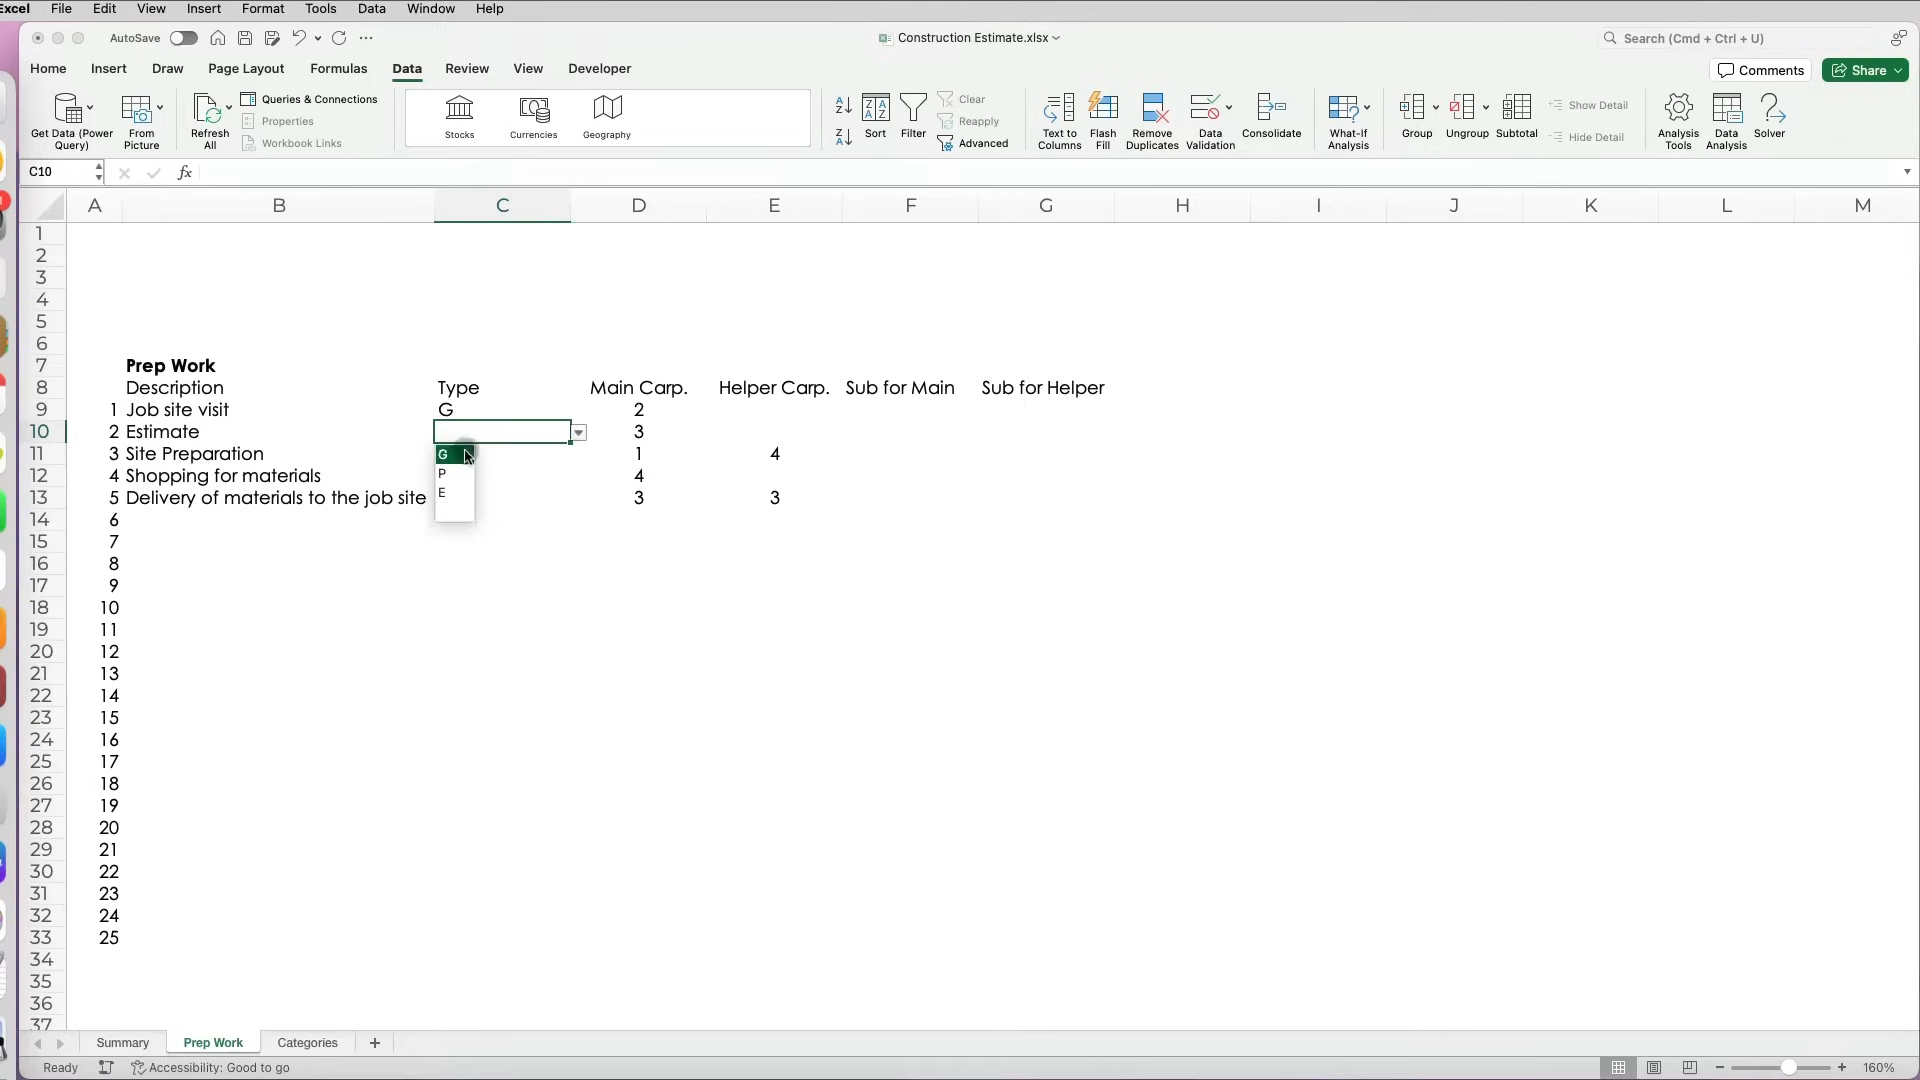 Excel File Edit View Insert Format Tools Data Window Help
AutoSave Construction Estimate.xlsx Search (Cmd + Ctrl + U)
Home Insert Draw Page Layout Formulas Data Review View Developer Comments Share
Get Data (Power Query)
From Picture
Refresh All
Queries & Connections
Properties
Workbook Links
Stocks Currencies Geography
Sort Filter
Clear
Reapply
Advanced
Text to Columns
Flash Fill
Remove Duplicates
Data Validation
Consolidate
What-If Analysis
Group Ungroup Subtotal
Show Detail
Hide Detail
Analysis Tools
Data Analysis
Solver
C10 fx
A B C D E F G H I J K L M
1
2
3
4
5
6
7 Prep Work
8 Description Type Main Carp. Helper Carp. Sub for Main Sub for Helper
9 1 Job site visit G 2
10 2 Estimate 3
11 3 Site Preparation G 1 4
12 4 Shopping for materials P 4
13 5 Delivery of materials to the job site E 3 3
14 6
15 7
16 8
17 9
18 10
19 11
20 12
21 13
22 14
23 15
24 16
25 17
26 18
27 19
28 20
29 21
30 22
31 23
32 24
33 25
34
35
36
37
Summary Prep Work Categories +
Ready Accessibility: Good to go 160%